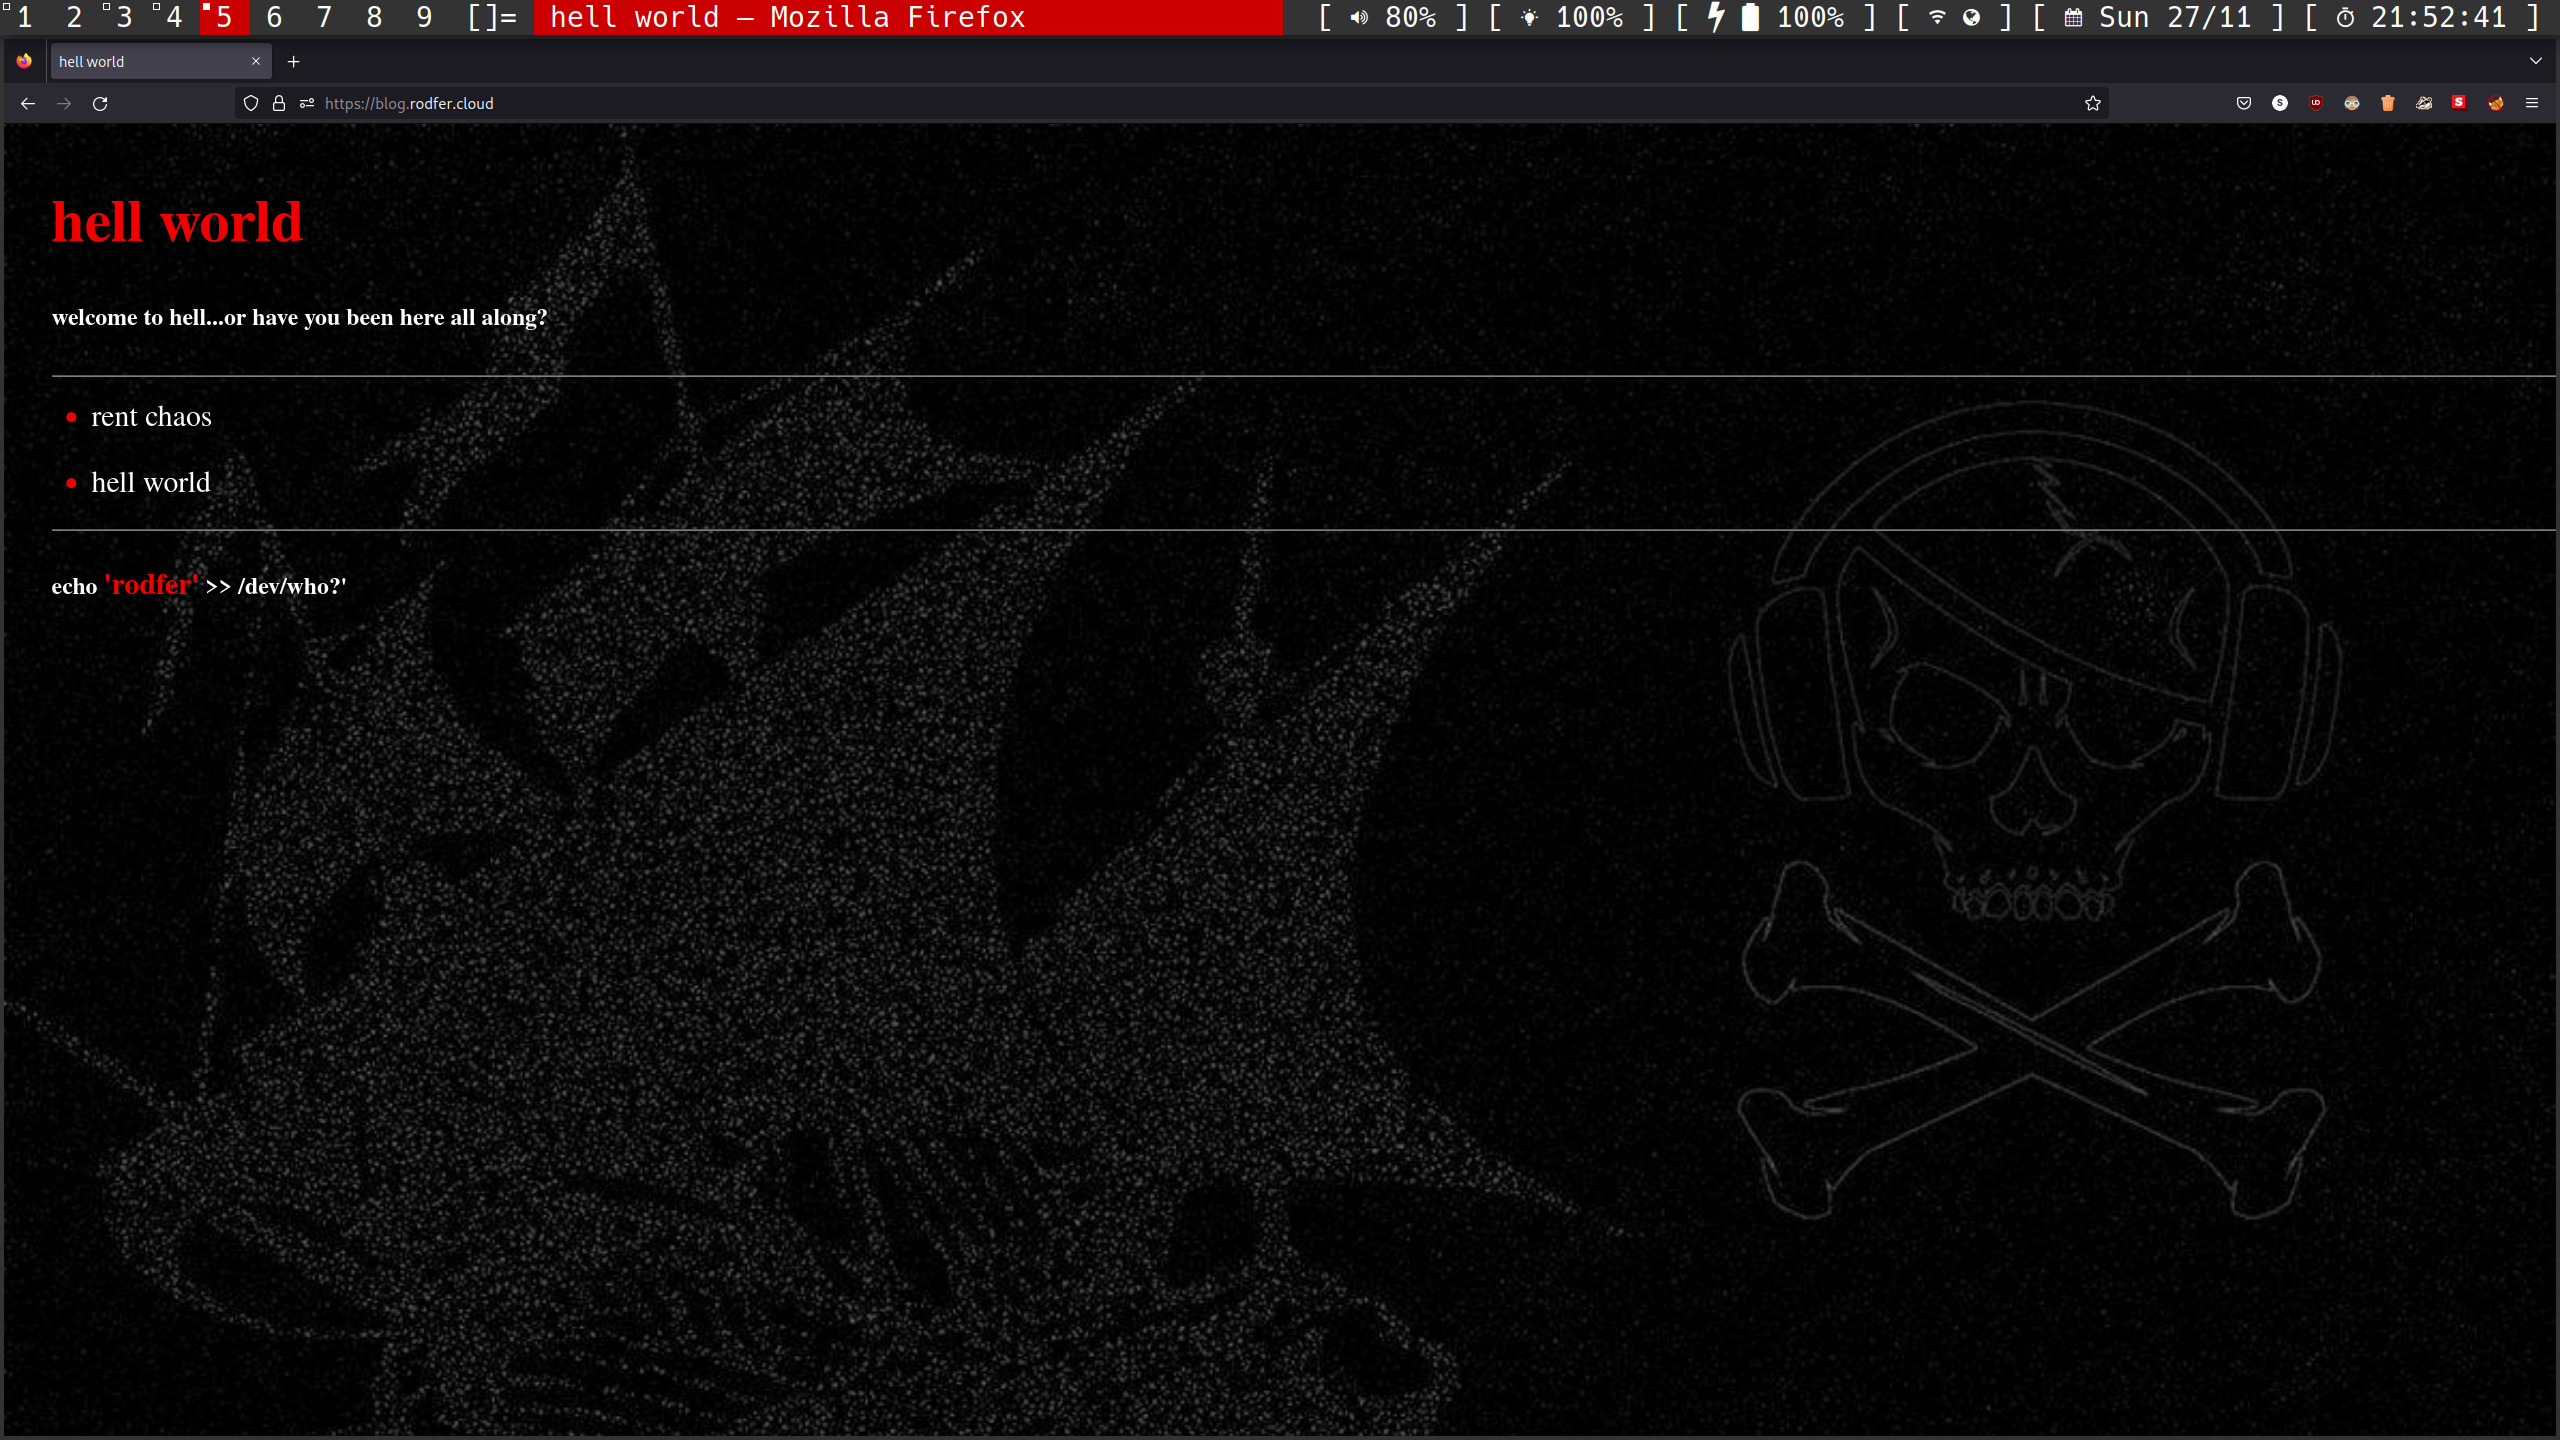 1 2 3 4 5 6 7 8 9 []= hell world — Mozilla Firefox [ 80% ] [ 100% ] [ 100% ] [ ] [ Sun 27/11 ] [ 21:52:41 ]
hell world
https://blog.rodfer.cloud
hell world
welcome to hell...or have you been here all along?
rent chaos
hell world
echo 'rodfer' >> /dev/who?'